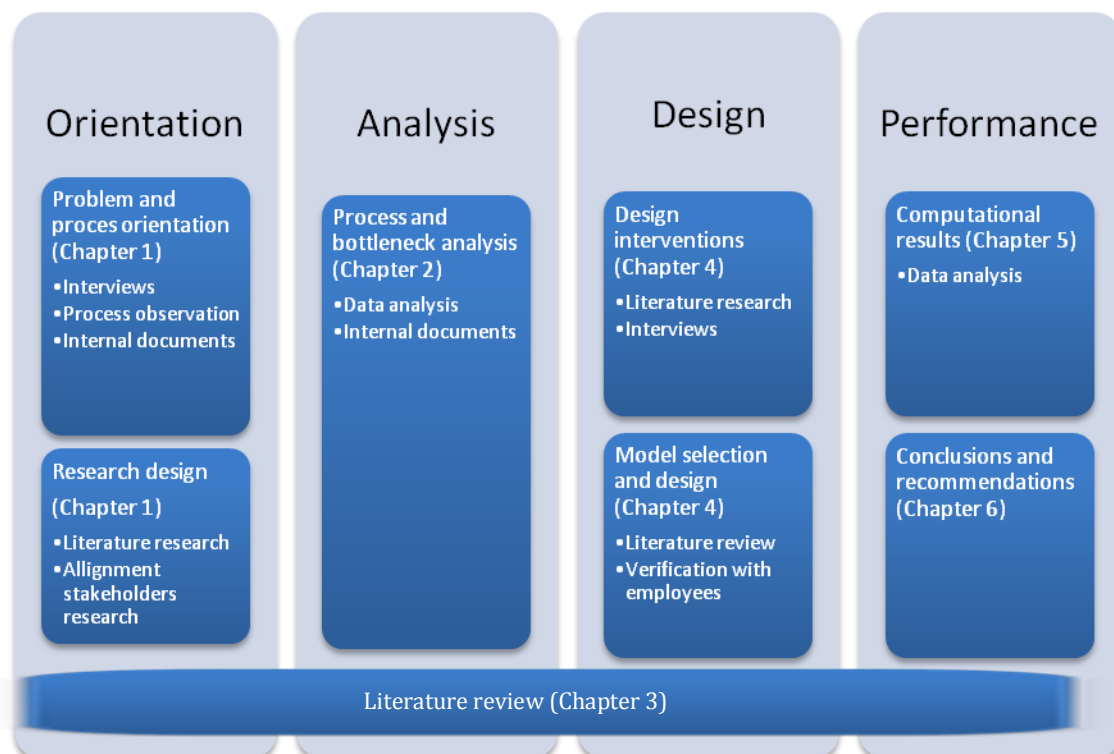 Orientation
Problem and
proces orientation
(Chapter 1)
•Interviews
•Process observation
•Internal documents
Research design
(Chapter 1)
•Literature research
•Allignment
stakeholders
research
Analysis
Process and
bottleneck analysis
(Chapter 2)
•Data analysis
•Internal documents
Design
Design
interventions
(Chapter 4)
•Literature research
•Interviews
Model selection
and design
(Chapter 4)
•Literature review
•Verification with
employees
Performance
Computational
results (Chapter 5)
•Data analysis
Conclusions and
recommendations
(Chapter 6)
Literature review (Chapter 3)